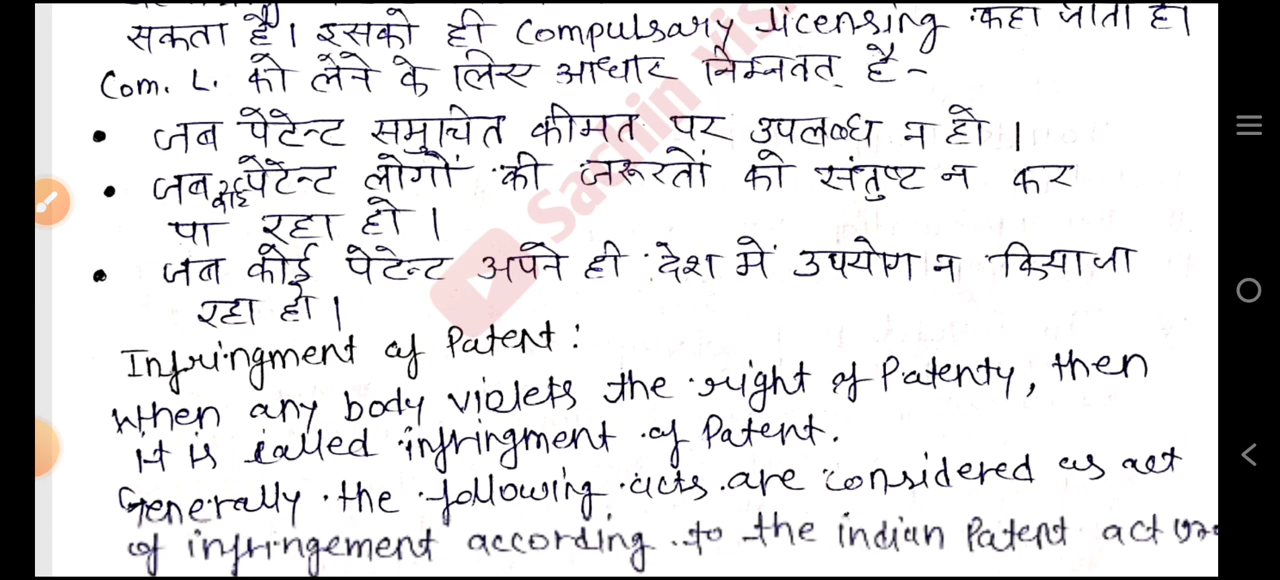 सकता है। इसको ही Compulsary licensing कहा जाता है।
Com. L. को लेने के लिए आधार निम्नवत् है -
• जब पेटेन्ट समुचित कीमत पर उपलब्ध न हो।
• जब कोई पेटेन्ट लोगों की जरूरतों को संतुष्ट न कर
पा रहा हो।
• जब कोई पेटेन्ट अपने ही देश में उपयोग न किया जा
रहा हो।
Infringment of Patent:
When any body violets the right of Patenty, then
it is called infringment of Patent.
Generally the following acts are considered as act
of infringement according to the indian Patent act
Sachin Vis